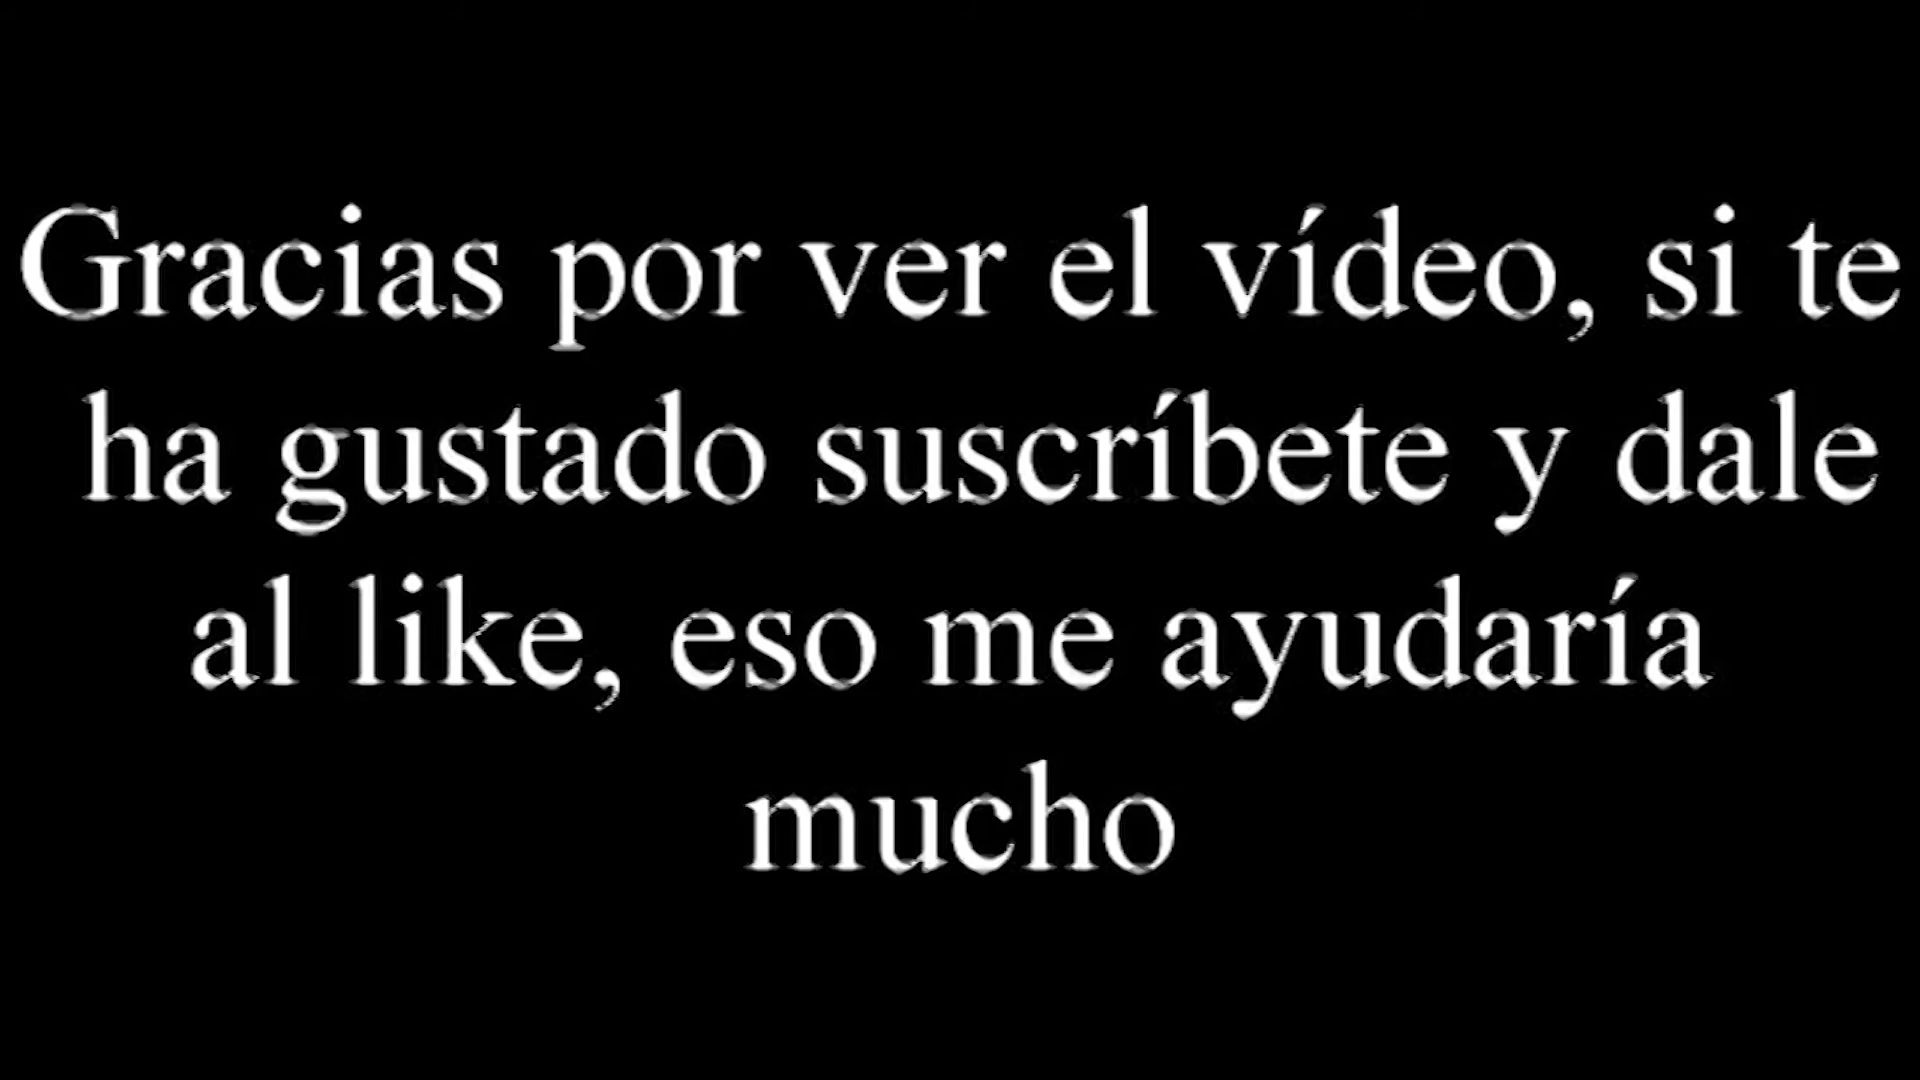 Gracias por ver el vídeo, si te
ha gustado suscríbete y dale
al like, eso me ayudaría
mucho